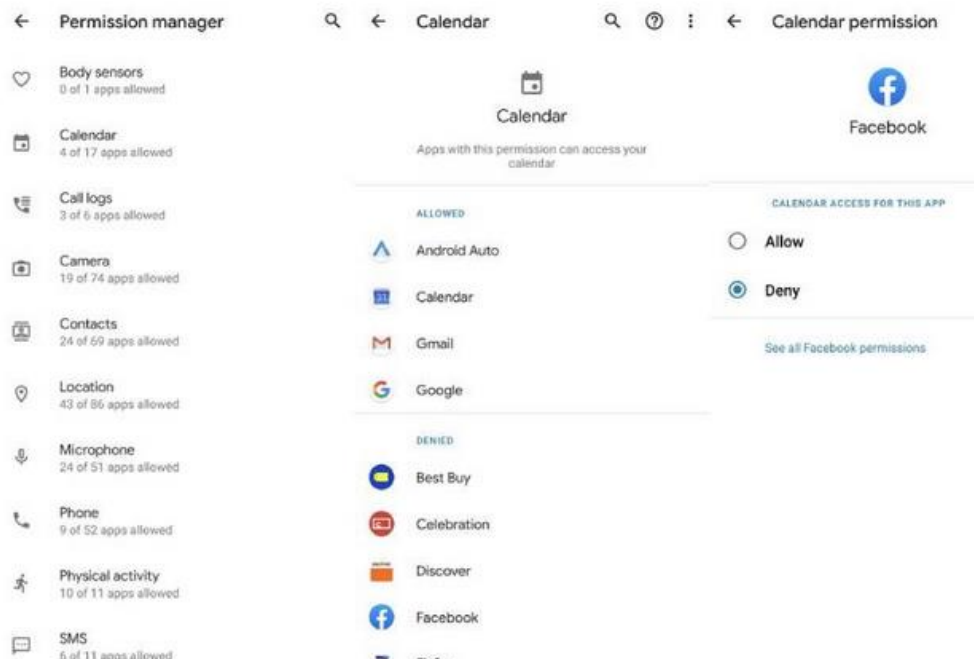 Permission manager
Body sensors
0 of 1 apps allowed
Calendar
4 of 17 apps allowed
Call logs
3 of 6 apps allowed
Camera
19 of 74 apps allowed
Contacts
24 of 69 apps allowed
Location
43 of 86 apps allowed
Microphone
24 of 51 apps allowed
Phone
9 of 52 apps allowed
Physical activity
10 of 11 apps allowed
SMS
6 of 11 apps allowed
Calendar
Calendar
Apps with this permission can access your
calendar
ALLOWED
Android Auto
Calendar
Gmail
Google
DENIED
Best Buy
Celebration
Discover
Facebook
Calendar permission
Facebook
CALENDAR ACCESS FOR THIS APP
Allow
Deny
See all Facebook permissions